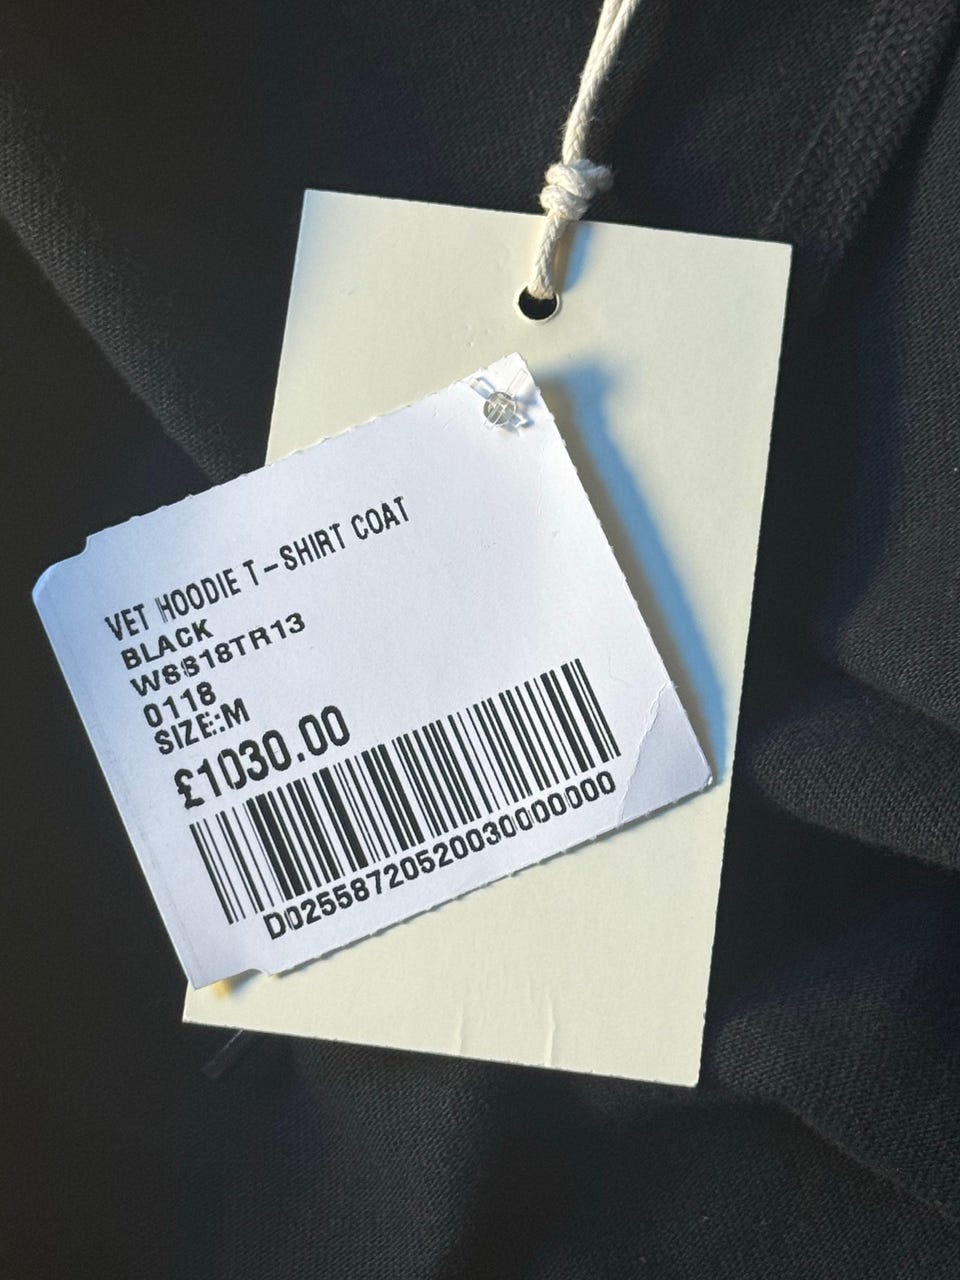 VET HOODIE T-SHIRT COAT
BLACK
WSS18TR13
0118
SIZE:M
£1030.00
D0255872052003000000